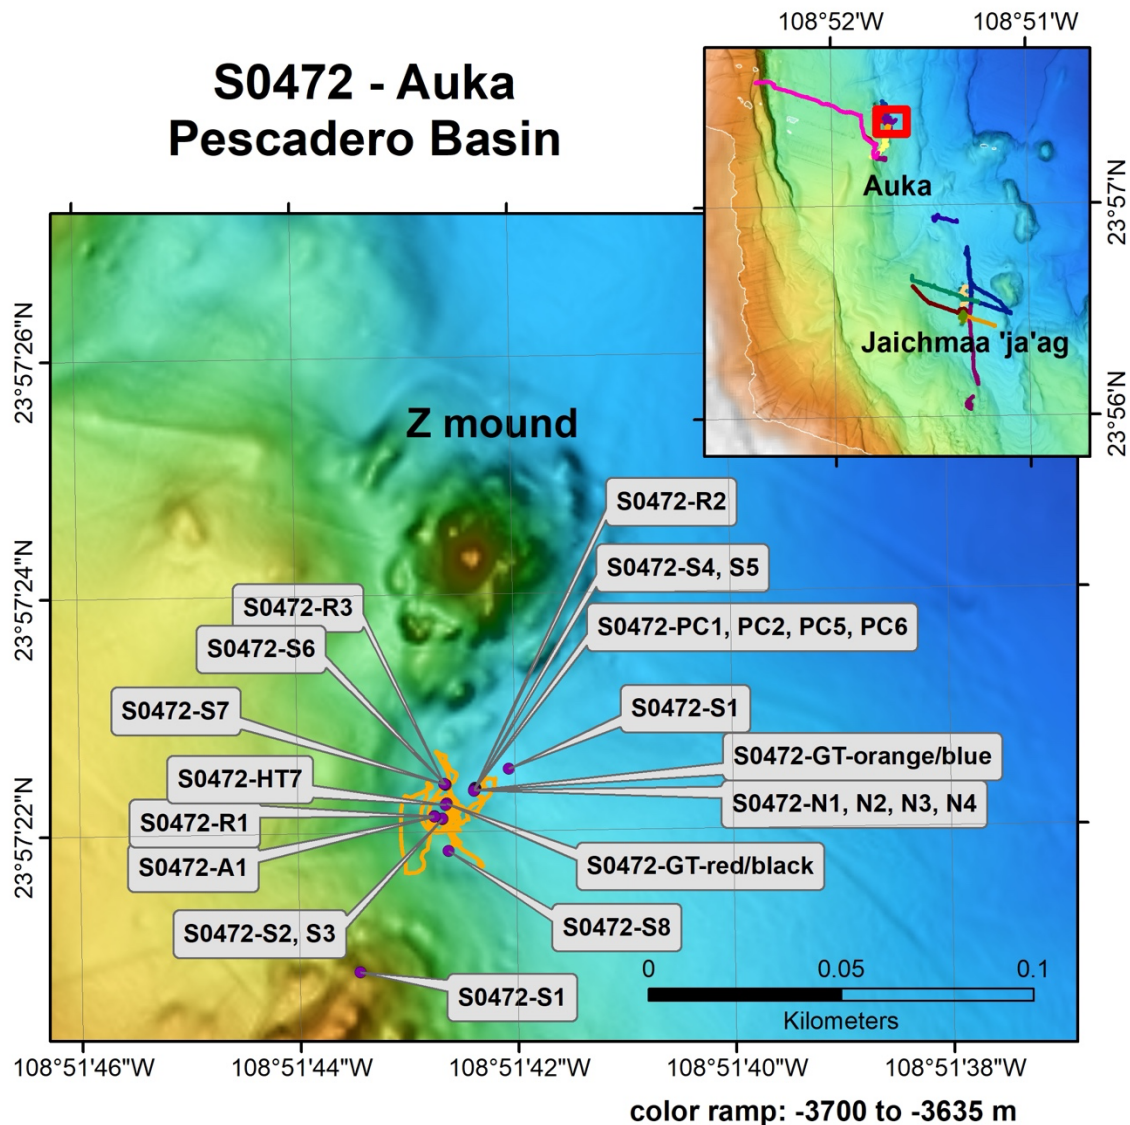 S0472 - Auka
Pescadero Basin
108°52'W
108°51'W
Auka
Jaichmaa 'ja'ag
23°57'N
23°56'N
23°57'26"N
23°57'24"N
23°57'22"N
Z mound
S0472-R2
S0472-S4, S5
S0472-R3
S0472-PC1, PC2, PC5, PC6
S0472-S6
S0472-S7
S0472-S1
S0472-GT-orange/blue
S0472-HT7
S0472-N1, N2, N3, N4
S0472-R1
S0472-A1
S0472-GT-red/black
S0472-S2, S3
S0472-S8
S0472-S1
0 0.05 0.1
Kilometers
108°51'46"W 108°51'44"W 108°51'42"W 108°51'40"W 108°51'38"W
color ramp: -3700 to -3635 m